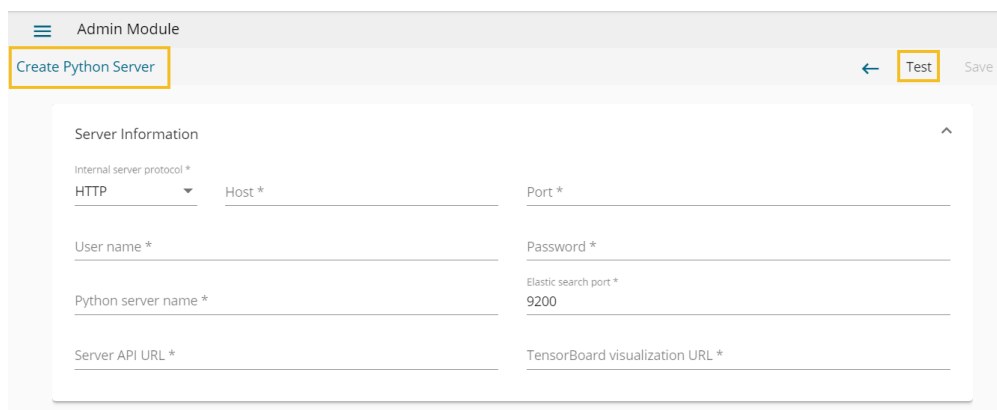 Admin Module
Create Python Server
Test
Save
Server Information
Internal server protocol *
HTTP
Host *
Port *
User name *
Password *
Python server name *
Elastic search port *
9200
Server API URL *
TensorBoard visualization URL *